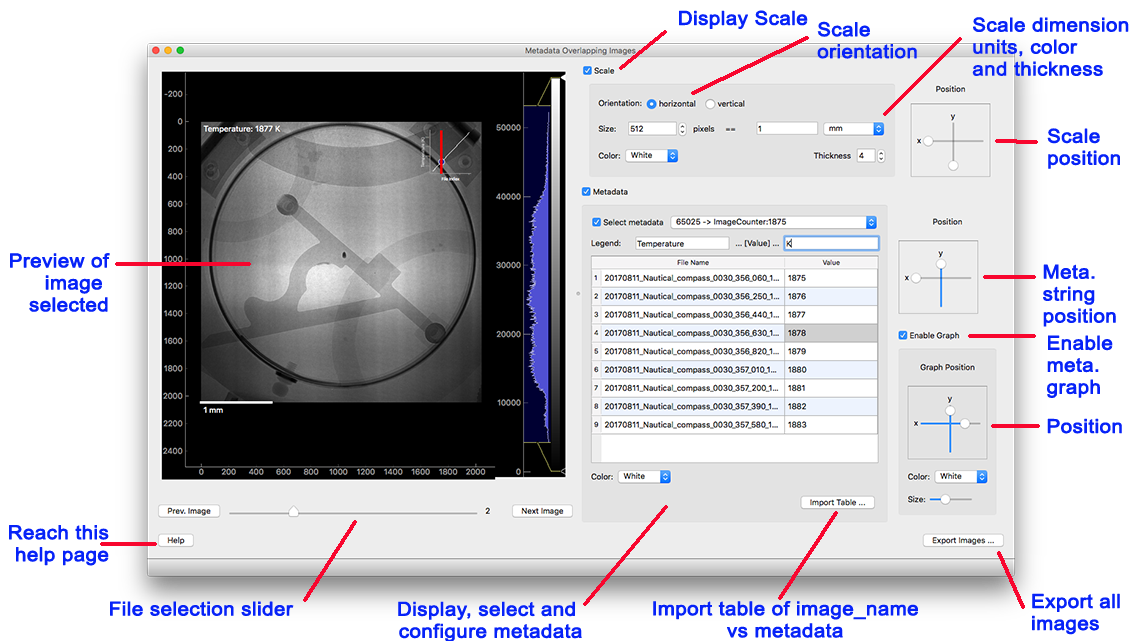 Display Scale
Scale
orientation
Scale dimension
units, color
and thickness
Metadata Overlapping Images
Scale
Orientation: horizontal vertical
Size: 512 pixels == 1 mm
Color: White Thickness 4
Position
y
x
Scale
position
Metadata
Select metadata 65025 -> ImageCounter:1875
Legend: Temperature ... [Value] ... K
File Name Value
1 20170811_Nautical_compass_0030_356_060_1... 1875
2 20170811_Nautical_compass_0030_356_250_1... 1876
3 20170811_Nautical_compass_0030_356_440_1... 1877
4 20170811_Nautical_compass_0030_356_630_1... 1878
5 20170811_Nautical_compass_0030_356_820_1... 1879
6 20170811_Nautical_compass_0030_357_010_1... 1880
7 20170811_Nautical_compass_0030_357_200_1... 1881
8 20170811_Nautical_compass_0030_357_390_1... 1882
9 20170811_Nautical_compass_0030_357_580_1... 1883
Color: White
Import Table ...
Position
y
x
Meta.
string
position
Enable Graph
Enable
meta.
graph
Graph Position
y
x
Position
Color: White
Size:
Export Images ...
Export all
images
Temperature: 1877 K
File Index
1 mm
-200
0
200
400
600
800
1000
1200
1400
1600
1800
2000
2200
2400
0 200 400 600 800 1000 1200 1400 1600 1800 2000
50000
40000
30000
20000
10000
0
Preview of
image
selected
Prev. Image 2 Next Image
Help
Reach this
help page
File selection slider
Display, select and
configure metadata
Import table of image_name
vs metadata